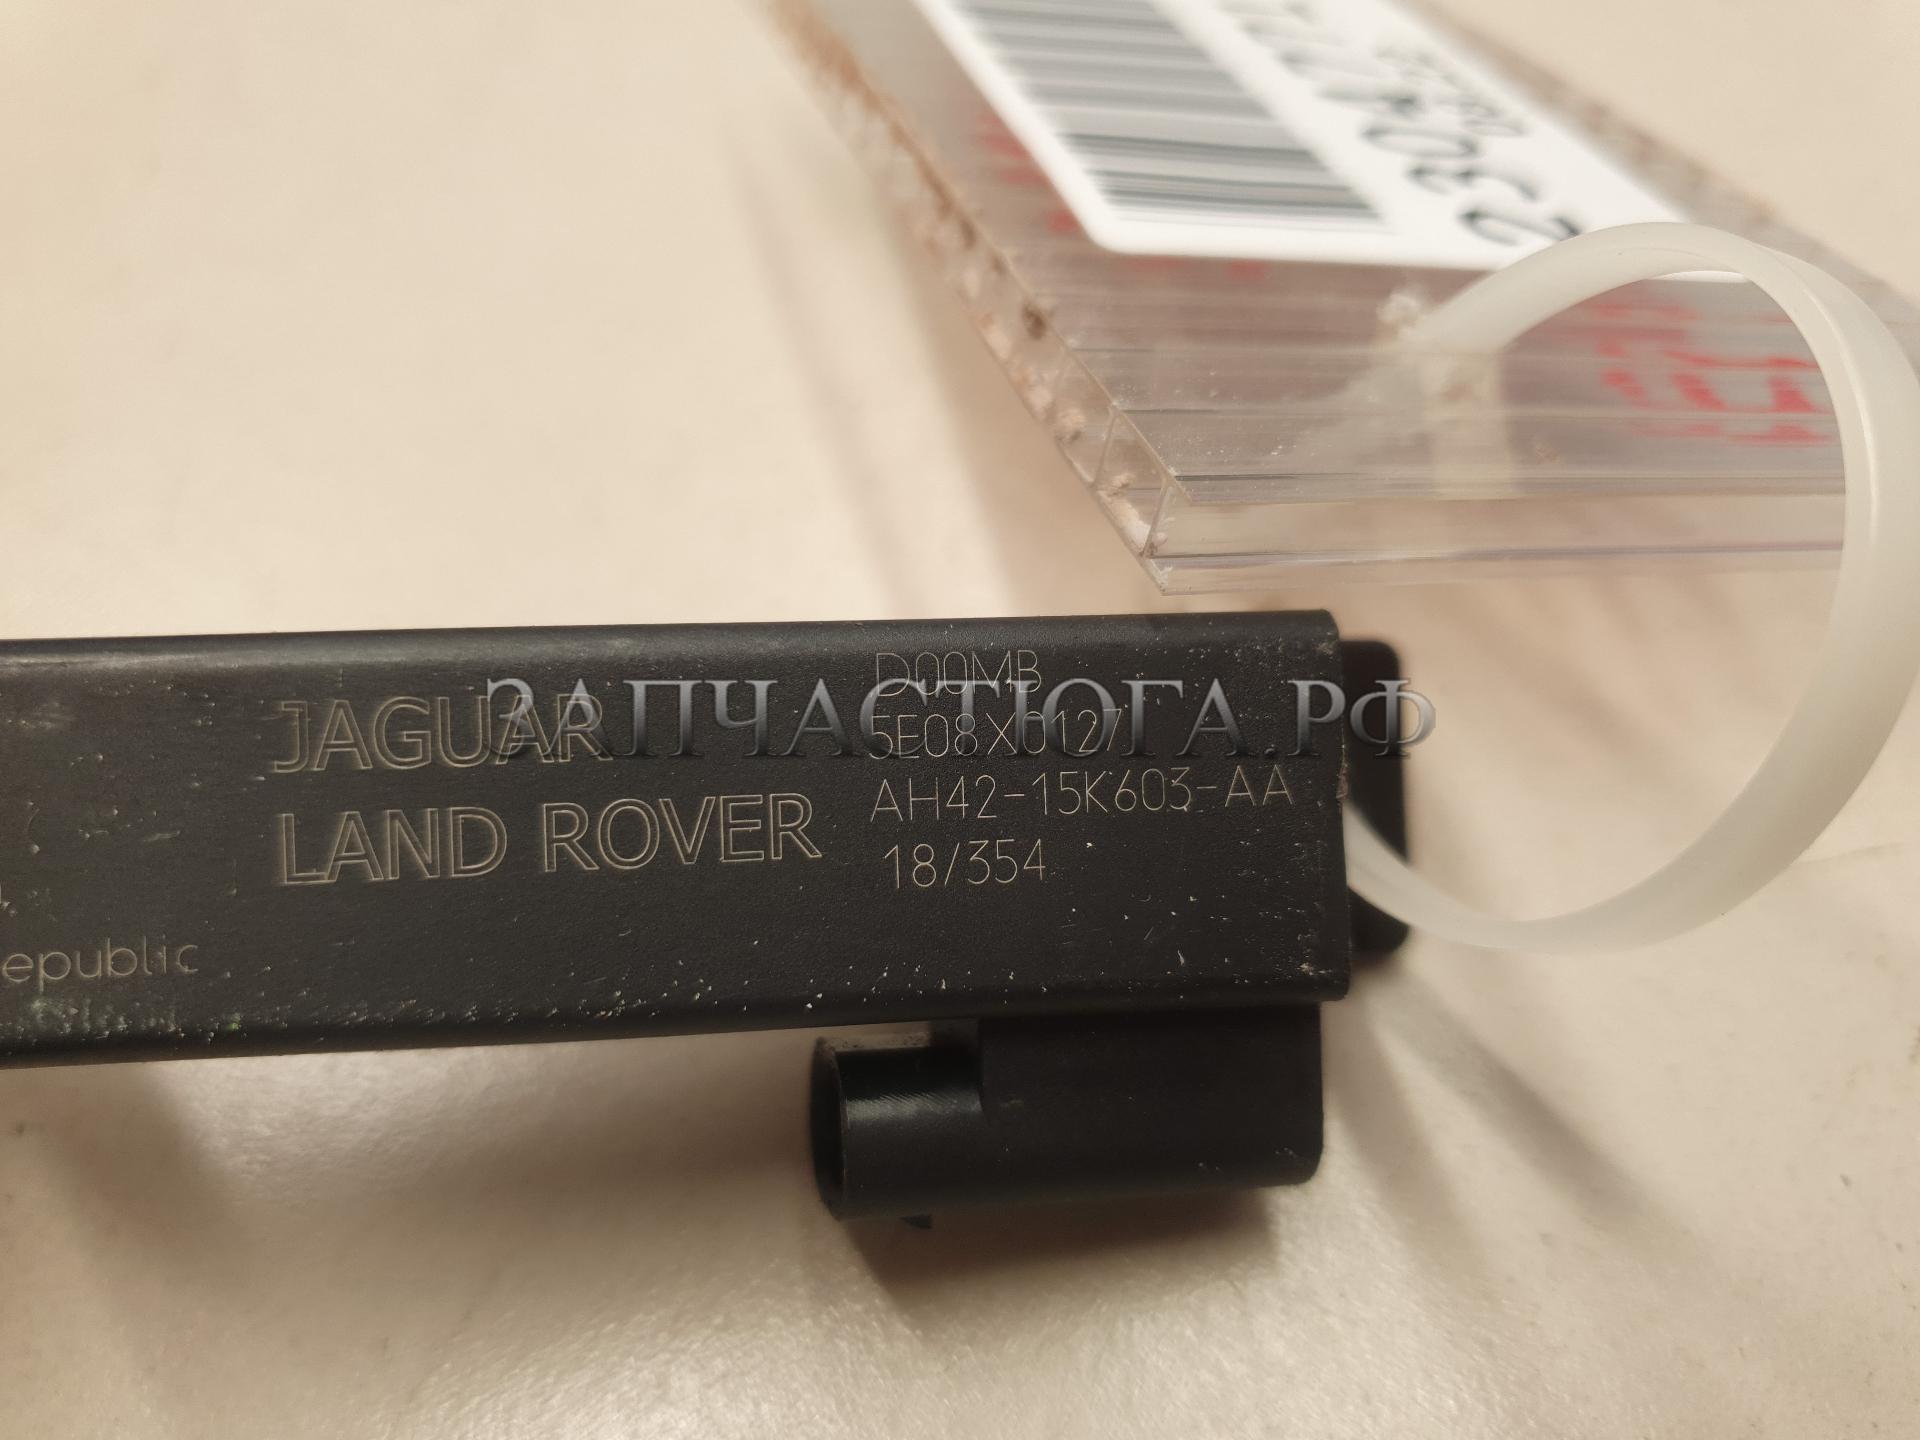 JAGUAR
LAND ROVER
D00MB
5E08X0127
AH42-15K603-AA
18/354
epublic
ЗАПЧАСТЮГА.РФ